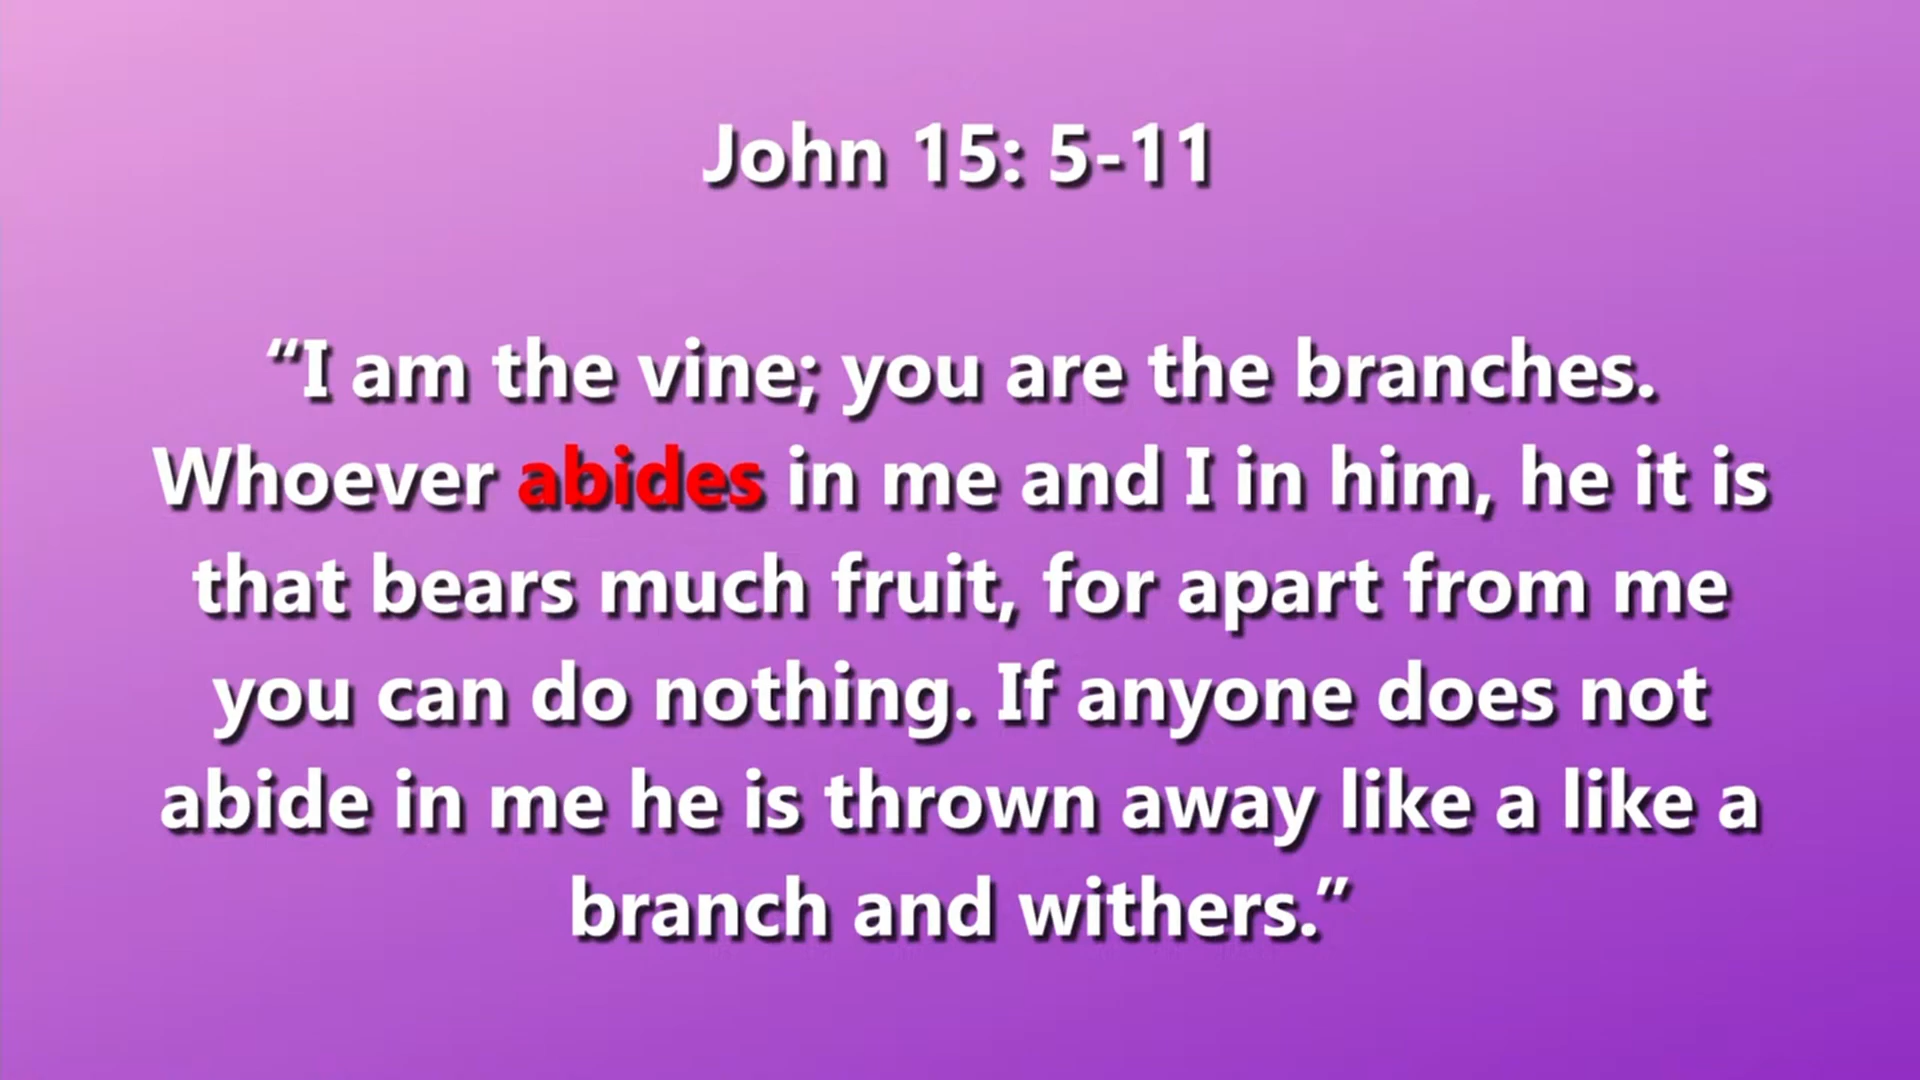 John 15: 5-11
“I am the vine; you are the branches.
Whoever abides in me and I in him, he it is
that bears much fruit, for apart from me
you can do nothing. If anyone does not
abide in me he is thrown away like a like a
branch and withers.”